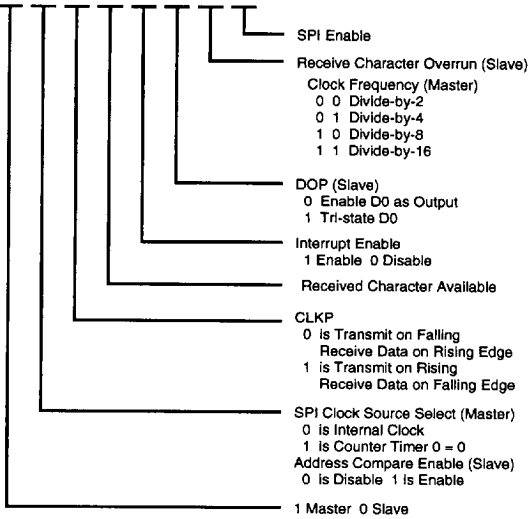 SPI Enable
Receive Character Overrun (Slave)
Clock Frequency (Master)
0 0 Divide-by-2
0 1 Divide-by-4
1 0 Divide-by-8
1 1 Divide-by-16
DOP (Slave)
0 Enable D0 as Output
1 Tri-state D0
Interrupt Enable
1 Enable 0 Disable
Received Character Available
CLKP
0 is Transmit on Falling
Receive Data on Rising Edge
1 is Transmit on Rising
Receive Data on Falling Edge
SPI Clock Source Select (Master)
0 is Internal Clock
1 is Counter Timer 0 = 0
Address Compare Enable (Slave)
0 is Disable 1 is Enable
1 Master 0 Slave